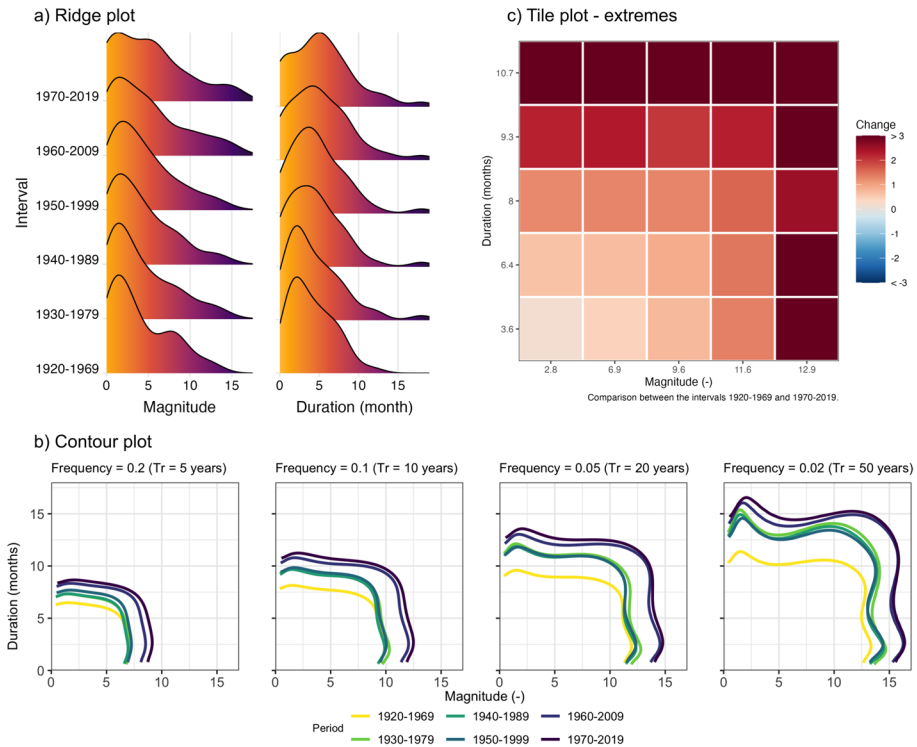 a) Ridge plot
Interval
1970-2019
1960-2009
1950-1999
1940-1989
1930-1979
1920-1969
0 5 10 15
Magnitude
0 5 10 15
Duration (month)
c) Tile plot - extremes
Duration (months)
10.7
9.3
8
6.4
3.6
2.8 6.9 9.6 11.6 12.9
Magnitude (-)
Comparison between the intervals 1920-1969 and 1970-2019.
Change
> 3
2
1
0
-1
-2
< -3
b) Contour plot
Frequency = 0.2 (Tr = 5 years) Frequency = 0.1 (Tr = 10 years) Frequency = 0.05 (Tr = 20 years) Frequency = 0.02 (Tr = 50 years)
Duration (months)
15
10
5
0
0 5 10 15 0 5 10 15 0 5 10 15 0 5 10 15
Magnitude (-)
Period
1920-1969 1940-1989 1960-2009
1930-1979 1950-1999 1970-2019